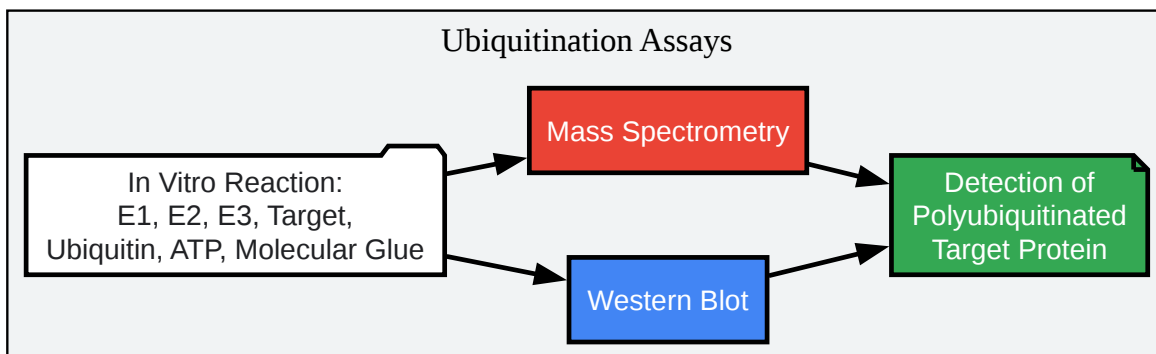 Ubiquitination Assays
Mass Spectrometry
In Vitro Reaction:
E1, E2, E3, Target,
Ubiquitin, ATP, Molecular Glue
Detection of
Polyubiquitinated
Target Protein
Western Blot